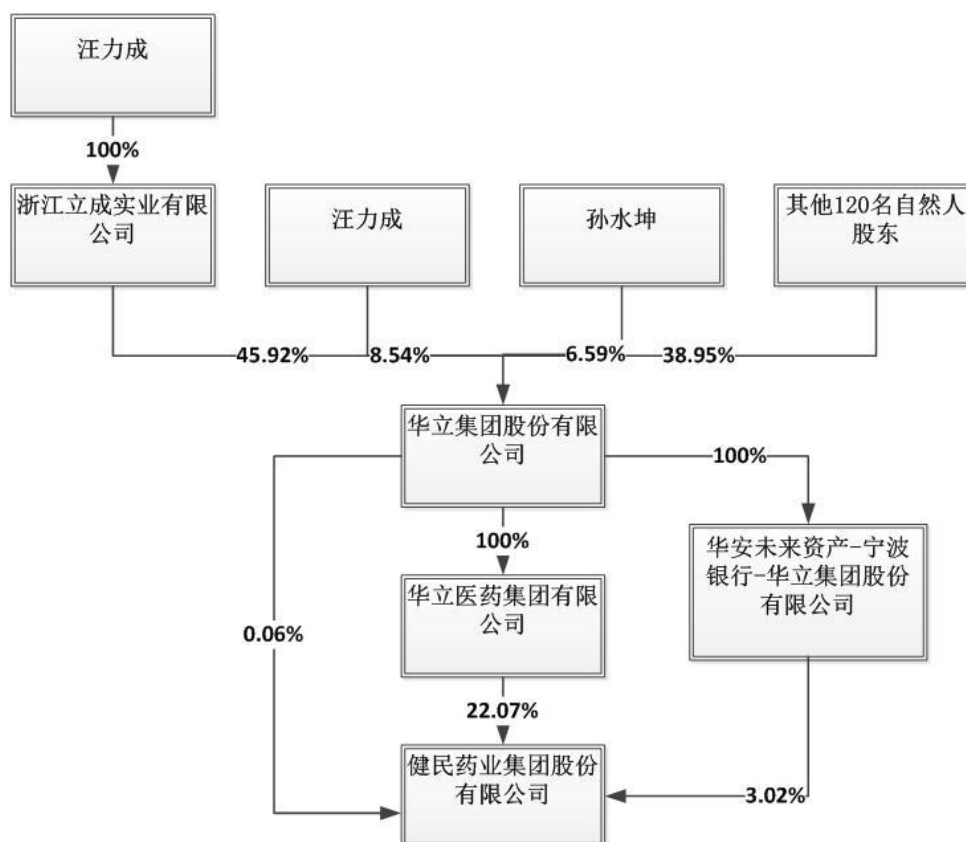 汪力成
100%
浙江立成实业有限
公司
汪力成
孙水坤
其他120名自然人
股东
45.92%
8.54%
6.59%
38.95%
华立集团股份有限
公司
100%
100%
华安未来资产-宁波
银行-华立集团股份
有限公司
华立医药集团有限
公司
0.06%
22.07%
健民药业集团股份
有限公司
3.02%